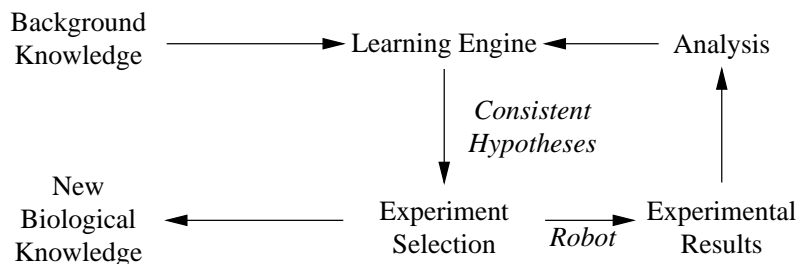 Background
Knowledge
Learning Engine
Analysis
Consistent
Hypotheses
New
Biological
Knowledge
Experiment
Selection
Robot
Experimental
Results